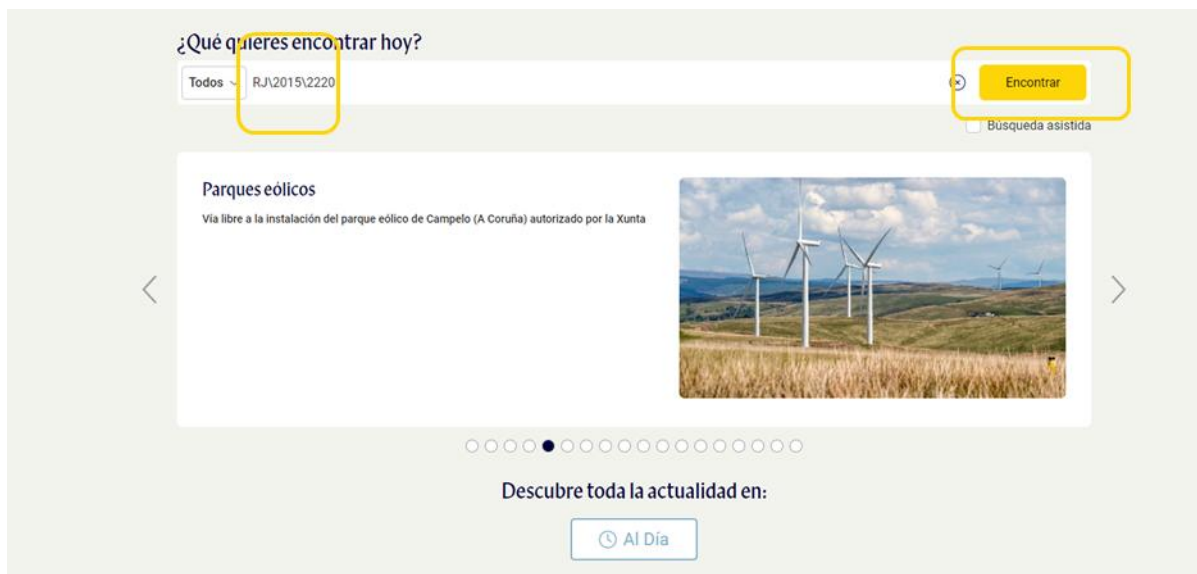 ¿Qué quieres encontrar hoy?
Todos RJ\2015\2220 Encontrar
Búsqueda asistida
Parques eólicos
Vía libre a la instalación del parque eólico de Campelo (A Coruña) autorizado por la Xunta
Descubre toda la actualidad en:
Al Día